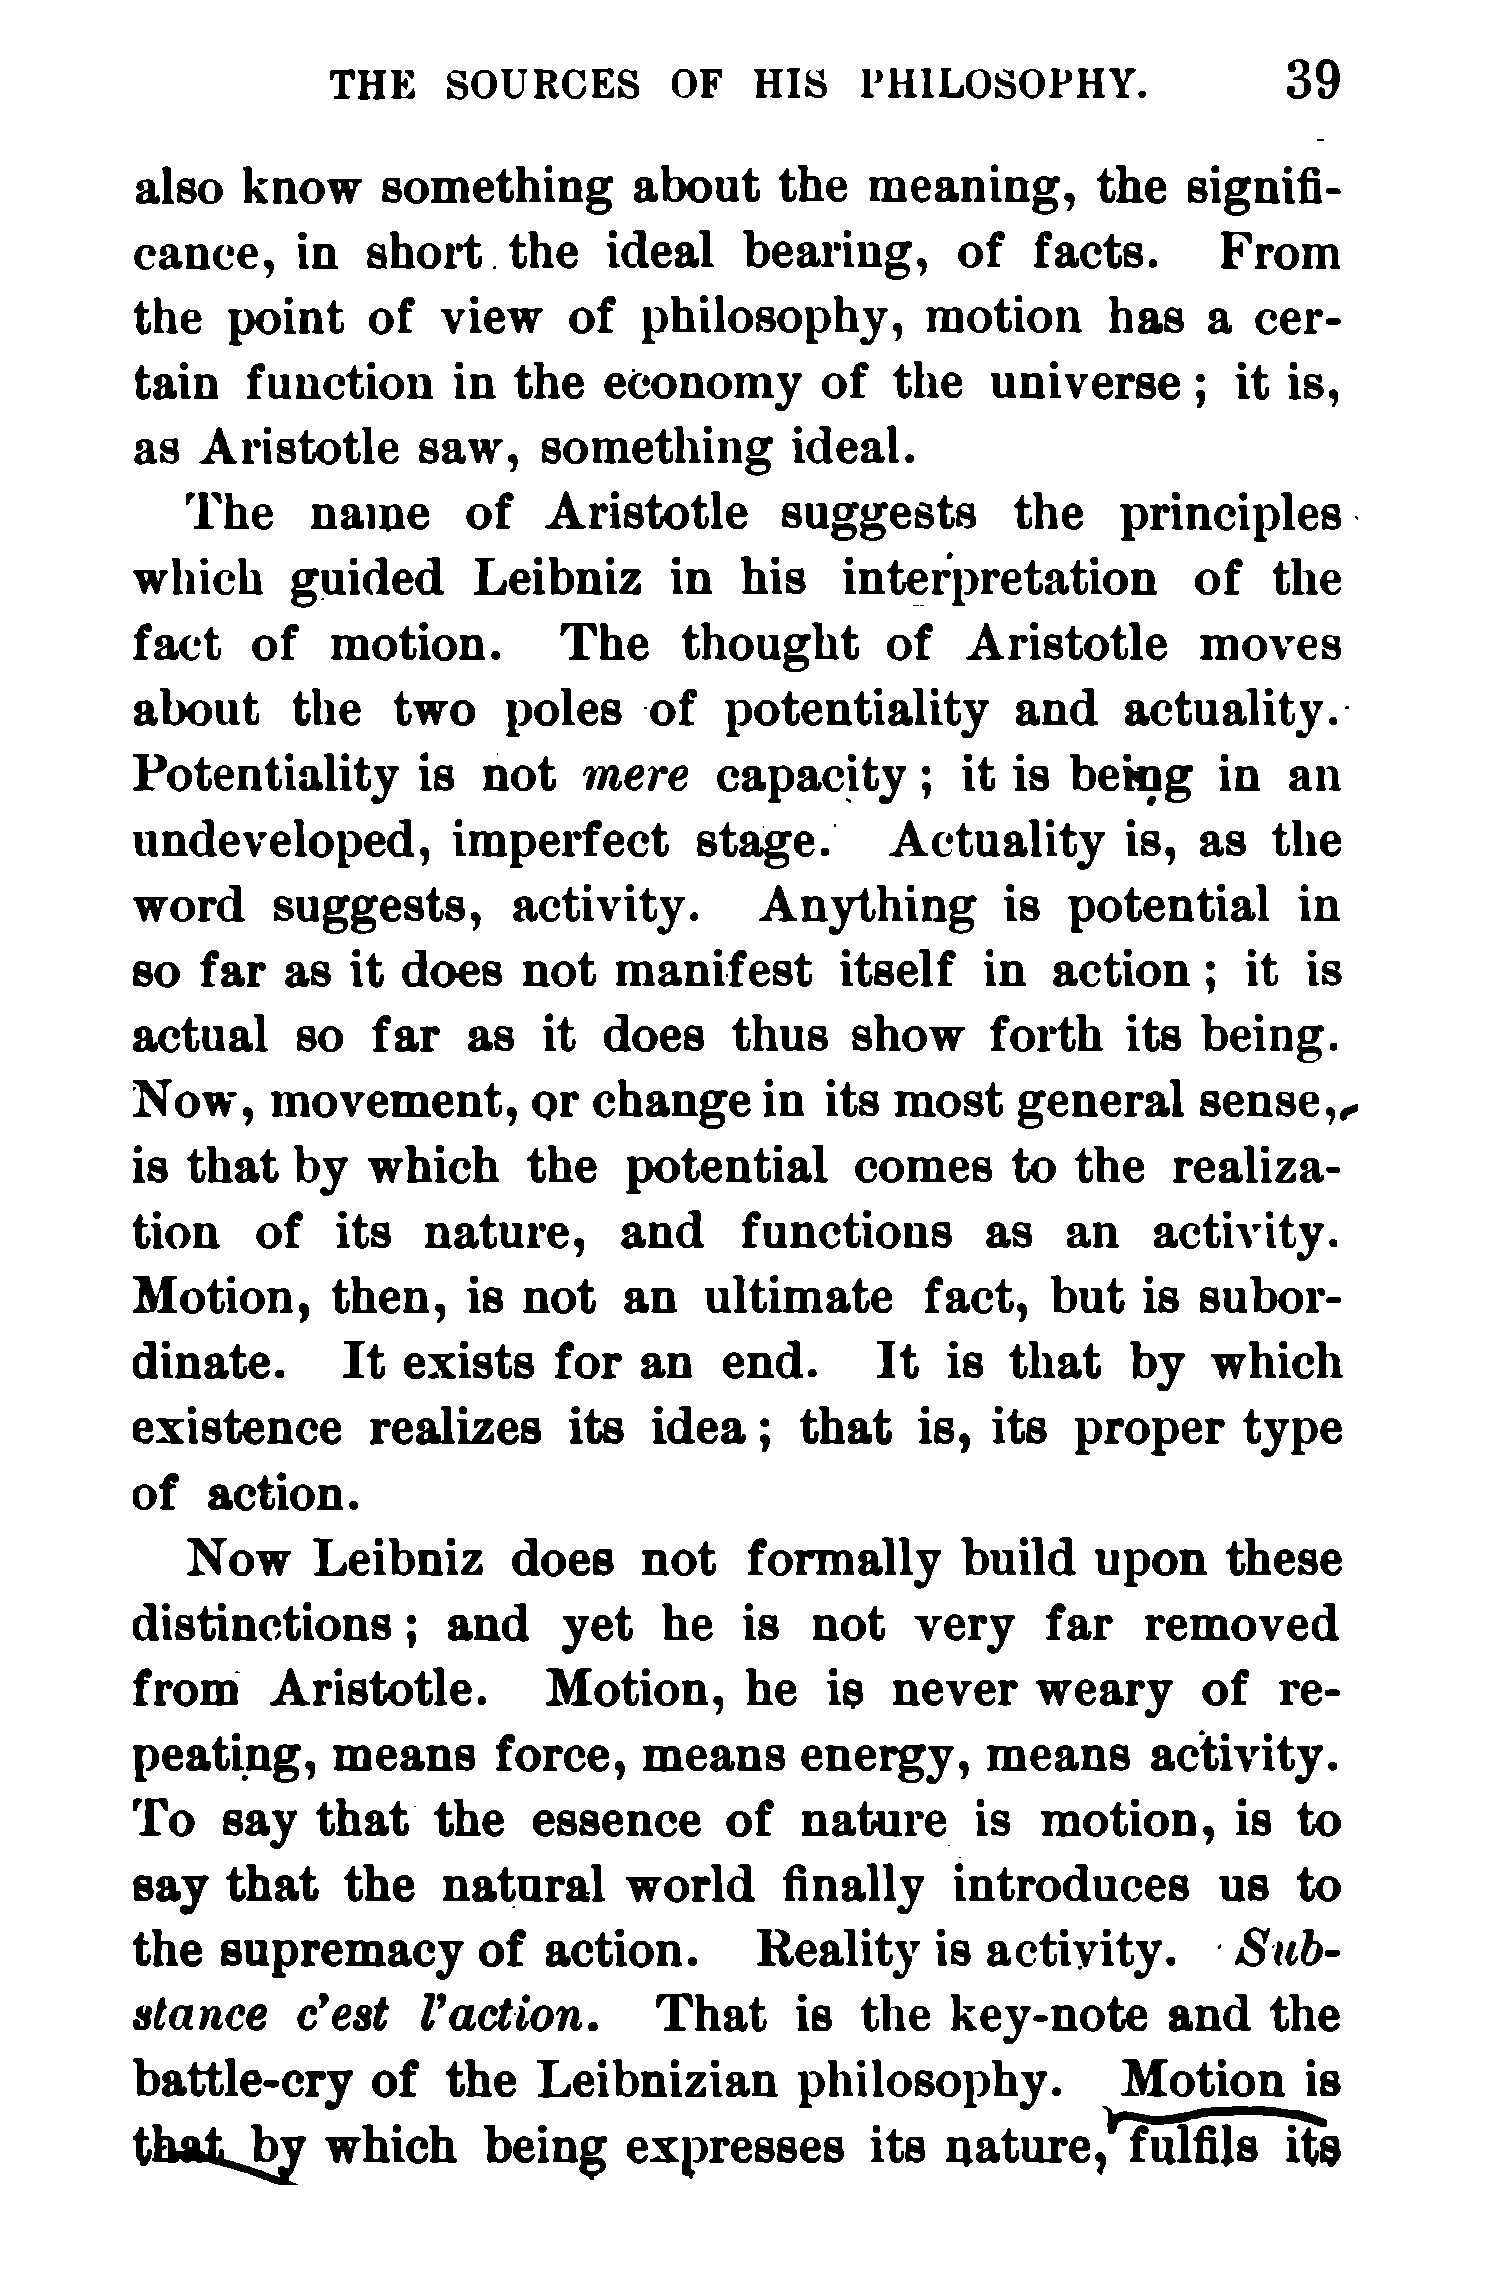 THE SOURCES OF HIS PHILOSOPHY. 39
also know something about the meaning, the signifi-
cance, in short the ideal bearing, of facts. From
the point of view of philosophy, motion has a cer-
tain function in the economy of the universe; it is,
as Aristotle saw, something ideal.
The name of Aristotle suggests the principles
which guided Leibniz in his interpretation of the
fact of motion. The thought of Aristotle moves
about the two poles of potentiality and actuality.
Potentiality is not mere capacity; it is being in an
undeveloped, imperfect stage. Actuality is, as the
word suggests, activity. Anything is potential in
so far as it does not manifest itself in action; it is
actual so far as it does thus show forth its being.
Now, movement, or change in its most general sense,
is that by which the potential comes to the realiza-
tion of its nature, and functions as an activity.
Motion, then, is not an ultimate fact, but is subor-
dinate. It exists for an end. It is that by which
existence realizes its idea; that is, its proper type
of action.
Now Leibniz does not formally build upon these
distinctions; and yet he is not very far removed
from Aristotle. Motion, he is never weary of re-
peating, means force, means energy, means activity.
To say that the essence of nature is motion, is to
say that the natural world finally introduces us to
the supremacy of action. Reality is activity. Sub-
stance c'est l'action. That is the key-note and the
battle-cry of the Leibnizian philosophy. Motion is
that by which being expresses its nature, fulfils its